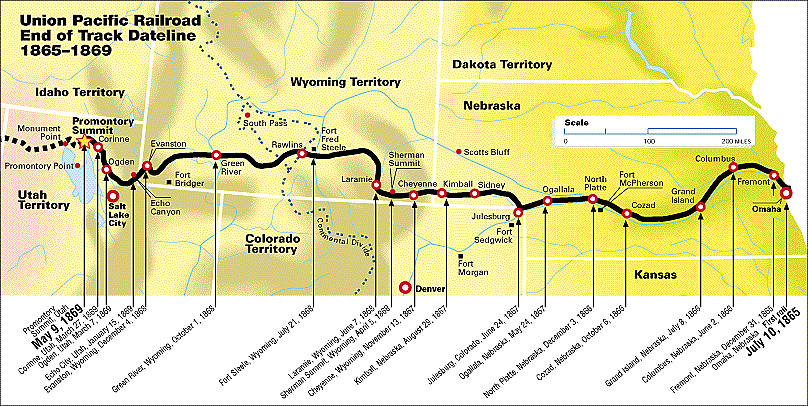 Union Pacific Railroad
End of Track Dateline
1865–1869
Idaho Territory
Wyoming Territory
Dakota Territory
Nebraska
Utah
Territory
Colorado
Territory
Kansas
Scale
0
100
200 MILES
Monument
Point
Promontory
Summit
Corinne
Promontory Point
Ogden
Salt
Lake
City
Echo
Canyon
Evanston
Fort
Bridger
Green
River
South Pass
Rawlins
Fort
Fred
Steele
Continental Divide
Laramie
Sherman
Summit
Cheyenne
Kimball
Sidney
Scotts Bluff
Julesburg
Fort
Sedgwick
Fort
Morgan
Denver
Ogallala
North
Platte
Fort
McPherson
Cozad
Grand
Island
Columbus
Fremont
Omaha
Promontory
Summit, Utah
May 9, 1869
Corinne, Utah, March 27, 1869
Ogden, Utah, March 7, 1869
Echo City, Utah, January 15, 1869
Evanston, Wyoming, December 4, 1868
Green River, Wyoming, October 1, 1868
Fort Steele, Wyoming, July 21, 1868
Laramie, Wyoming, June 7, 1868
Sherman Summit, Wyoming, April 5, 1868
Cheyenne, Wyoming, November 13, 1867
Kimball, Nebraska, August 29, 1867
Julesburg, Colorado, June 24, 1867
Ogallala, Nebraska, May 24, 1867
North Platte, Nebraska, December 3, 1866
Cozad, Nebraska, October 6, 1866
Grand Island, Nebraska, July 8, 1866
Columbus, Nebraska, June 2, 1866
Fremont, Nebraska, December 31, 1865
Omaha, Nebraska, First rail
July 10, 1865